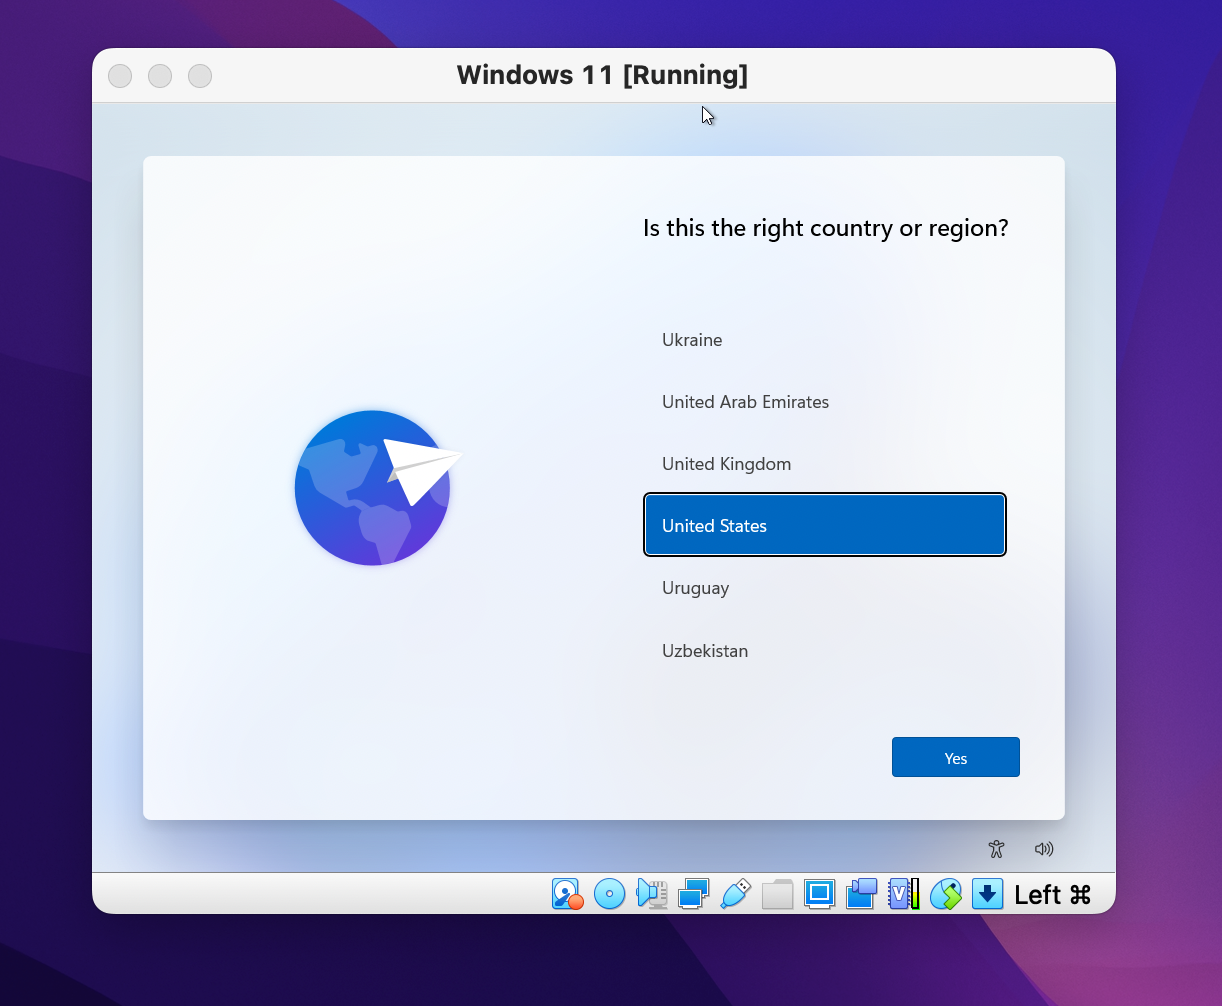 Windows 11 [Running]
Is this the right country or region?
Ukraine
United Arab Emirates
United Kingdom
United States
Uruguay
Uzbekistan
Yes
V
Left ⌘